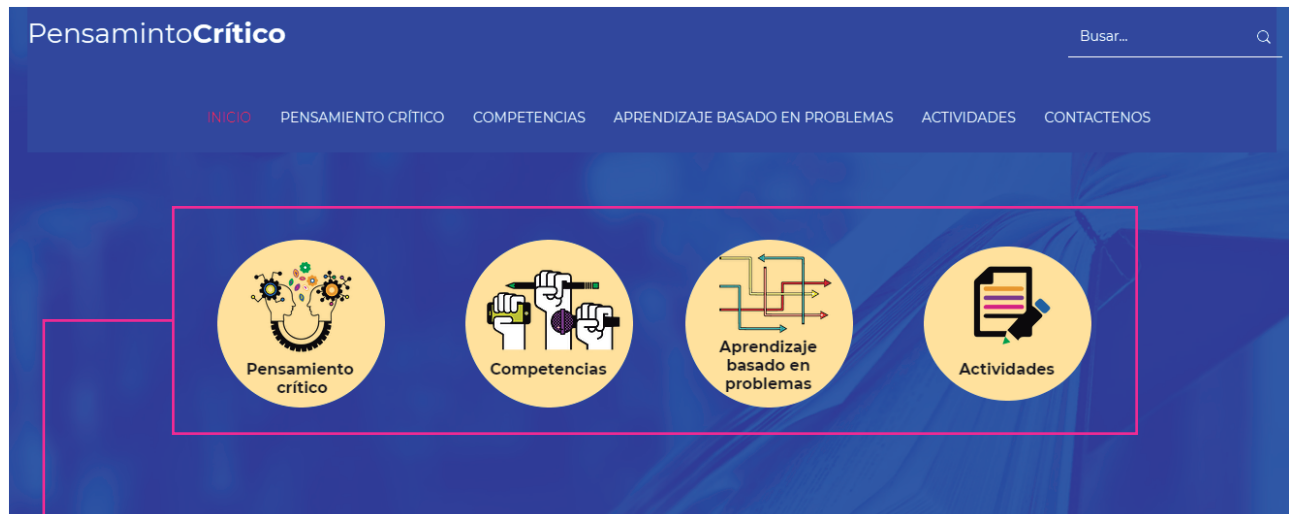 PensamintoCrítico
Busar...
INICIO PENSAMIENTO CRÍTICO COMPETENCIAS APRENDIZAJE BASADO EN PROBLEMAS ACTIVIDADES CONTACTENOS
Pensamiento
crítico
Competencias
Aprendizaje
basado en
problemas
Actividades